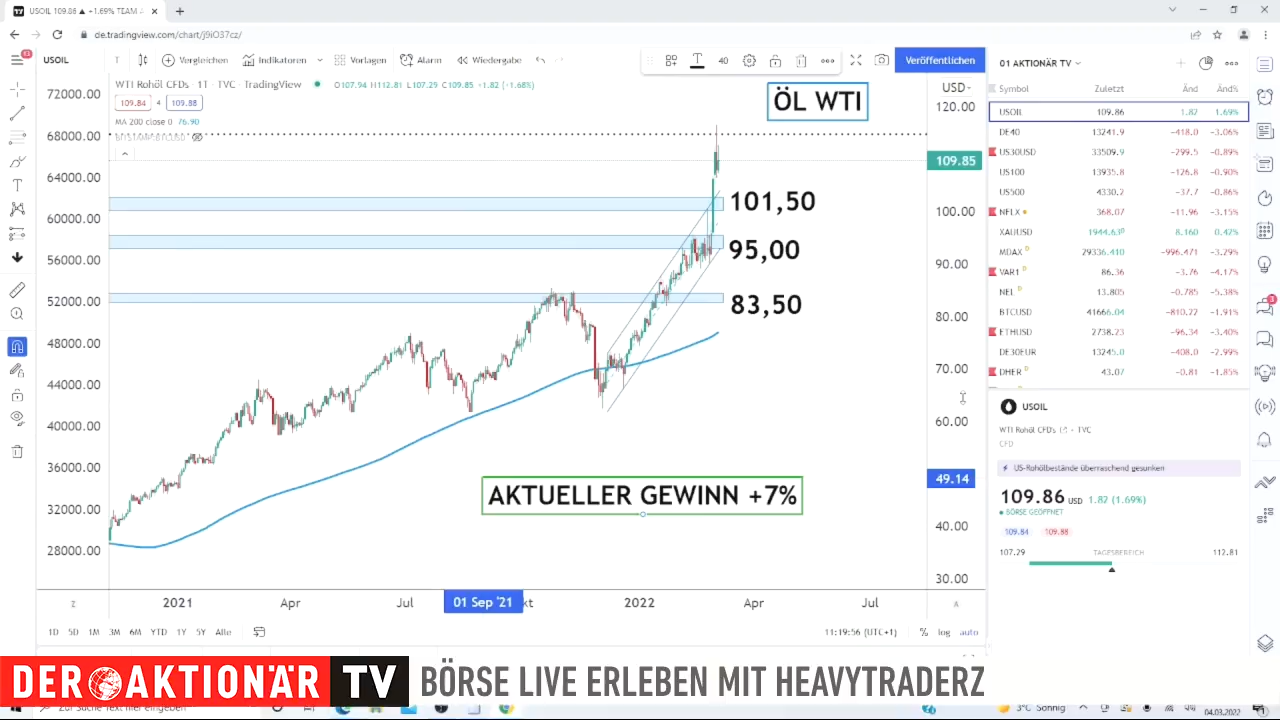 USOIL 109.86 ▲ +1.69% TEAM
de.tradingview.com/chart/j9iO37cz/
USOIL
Vergleichen
Indikatoren
Vorlagen
Alarm
Wiedergabe
40
Veröffentlichen
WTI Rohöl CFDs · 1T · TVC · TradingView
O107.94 H112.81 L107.29 C109.85 -1.82 (-1.68%)
109.84 4 109.88
MA 200 close 0 76.90
BITSTAMP:BTCUSD
USD
72000.00
68000.00
64000.00
60000.00
56000.00
52000.00
48000.00
44000.00
40000.00
36000.00
32000.00
28000.00
ÖL WTI
101,50
95,00
83,50
AKTUELLER GEWINN +7%
120.00
109.85
100.00
90.00
80.00
70.00
60.00
49.14
40.00
30.00
2021 Apr Jul 01 Sep '21 kt 2022 Apr Jul
1D 5D 1M 3M 6M YTD 1Y 5Y Alle
11:19:56 (UTC+1) % log auto
01 AKTIONÄR TV
Symbol Zuletzt Änd Änd%
USOIL 109.86 1.82 1.69%
DE40 13241.9 -418.0 -3.06%
US30USD 33509.9 -299.5 -0.89%
US100 13935.8 -126.8 -0.90%
US500 4330.2 -37.7 -0.86%
NFLX 368.07 -11.96 -3.15%
XAUUSD 1944.63 8.160 0.42%
MDAX 29336.410 -996.471 -3.29%
VAR1 86.36 -3.76 -4.17%
NEL 13.805 -0.785 -5.38%
BTCUSD 41666.04 -810.72 -1.91%
ETHUSD 2738.23 -96.34 -3.40%
DE30EUR 13245.0 -408.0 -2.99%
DHER 43.07 -0.81 -1.85%
USOIL
WTI Rohöl CFDs · TVC
CFD
US-Rohölbestände überraschend gesunken
109.86 USD 1.82 (1.69%)
BÖRSE GEÖFFNET
109.84 109.88
107.29 TAGESBEREICH 112.81
DER AKTIONÄR TV
BÖRSE LIVE ERLEBEN MIT HEAVYTRADERZ
Zur Suche Text hier eingeben
3°C Sonnig
04.03.2022